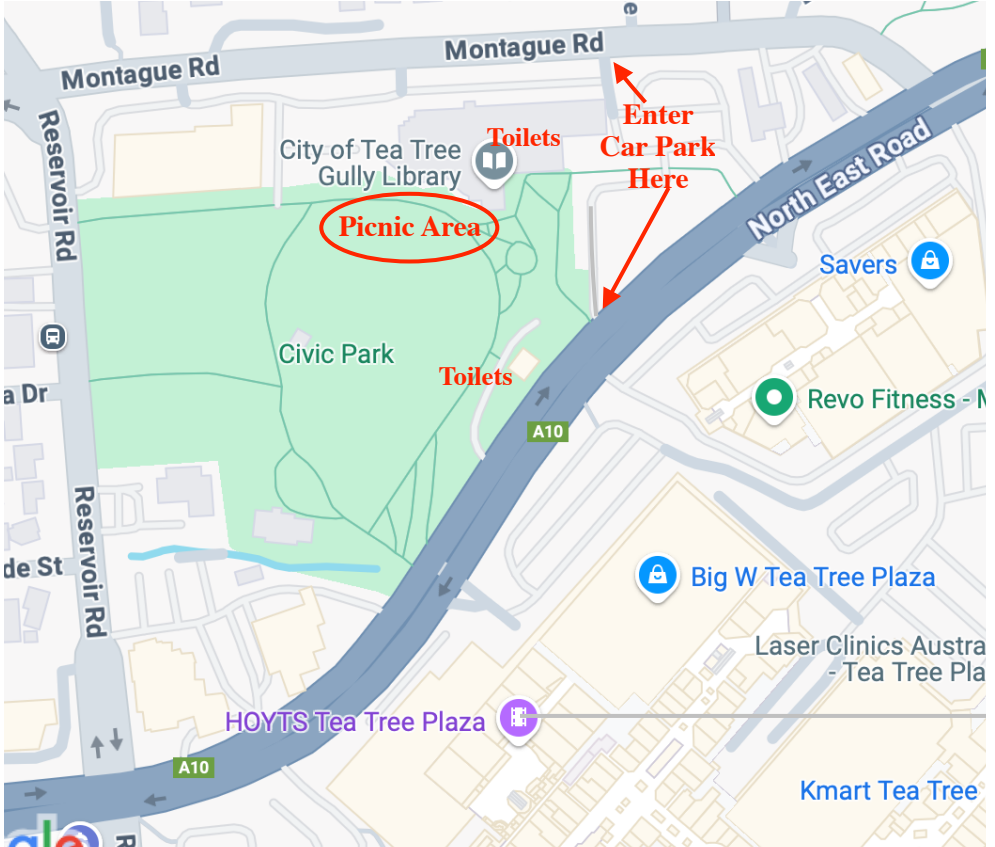 e
Montague Rd
Montague Rd
Reservoir Rd
Enter
Car Park
Here
Toilets
City of Tea Tree
Gully Library
North East Road
Picnic Area
Savers
Civic Park
Toilets
a Dr
Revo Fitness - M
A10
Reservoir Rd
de St
Big W Tea Tree Plaza
Laser Clinics Austra
- Tea Tree Pla
HOYTS Tea Tree Plaza
A10
Kmart Tea Tree
gle
R